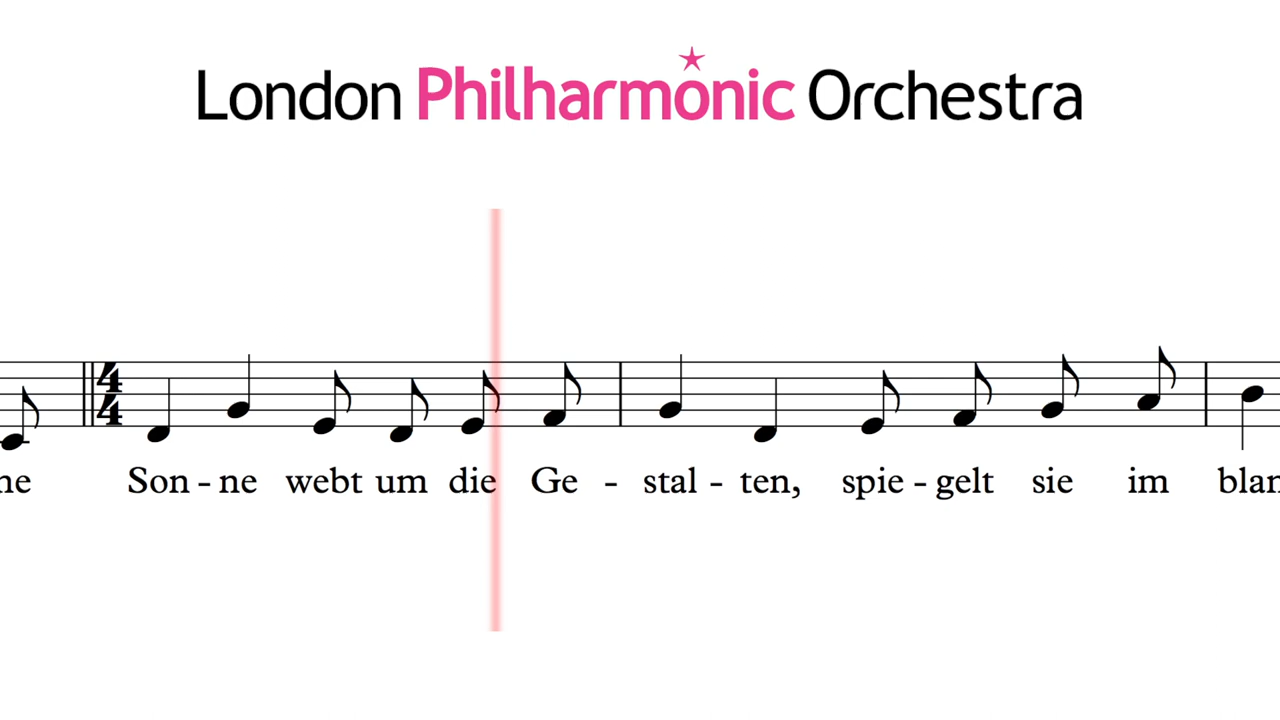 London Philharmonic Orchestra
4
4
ne Son - ne webt um die Ge - stal - ten, spie - gelt sie im blan